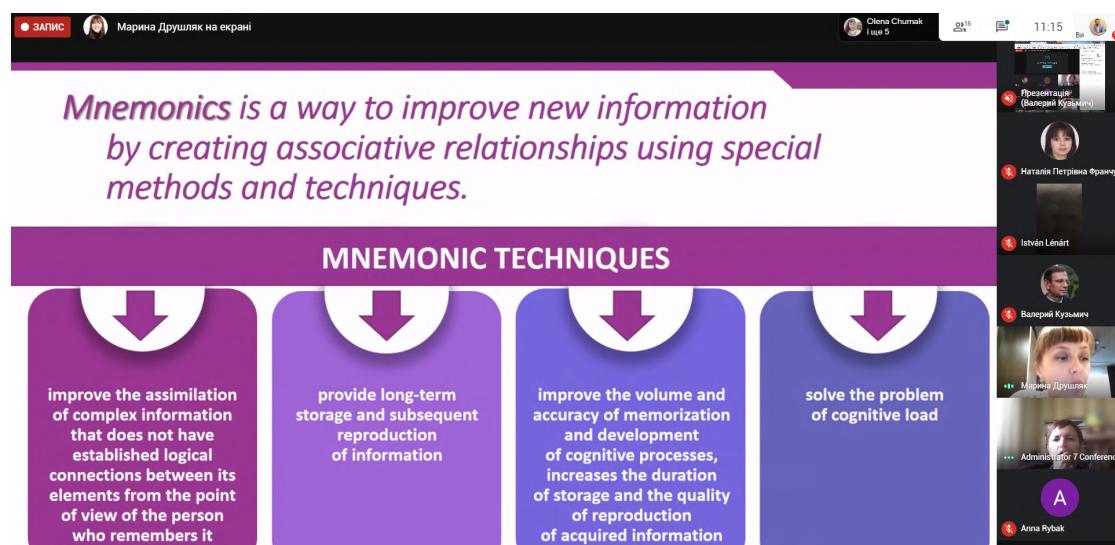 ЗАПИС
Марина Друшляк на екрані
Olena Chumak
і ще 5
15
11:15
Ви
Mnemonics is a way to improve new information
by creating associative relationships using special
methods and techniques.
MNEMONIC TECHNIQUES
improve the assimilation
of complex information
that does not have
established logical
connections between its
elements from the point
of view of the person
who remembers it
provide long-term
storage and subsequent
reproduction
of information
improve the volume and
accuracy of memorization
and development
of cognitive processes,
increases the duration
of storage and the quality
of reproduction
of acquired information
solve the problem
of cognitive load
Презентація
(Валерий Кузьмич)
Наталія Петрівна Франчу
István Lénárt
Валерий Кузьмич
Марина Друшляк
Administrator 7 Conferenc
A
Anna Rybak